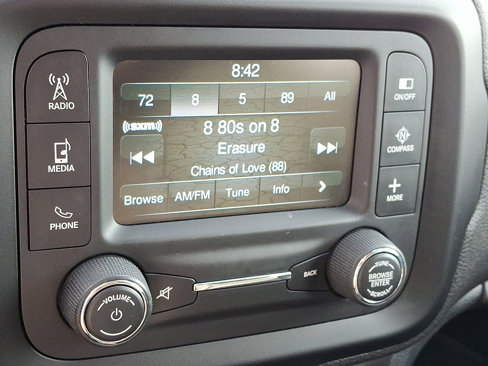 8:42
72 8 5 89 All
((SXM)) 8 80s on 8
Erasure
Chains of Love (88)
Browse AM/FM Tune Info
RADIO
MEDIA
PHONE
ON/OFF
COMPASS
MORE
VOLUME
BACK
TUNE
BROWSE
ENTER
SCROLL